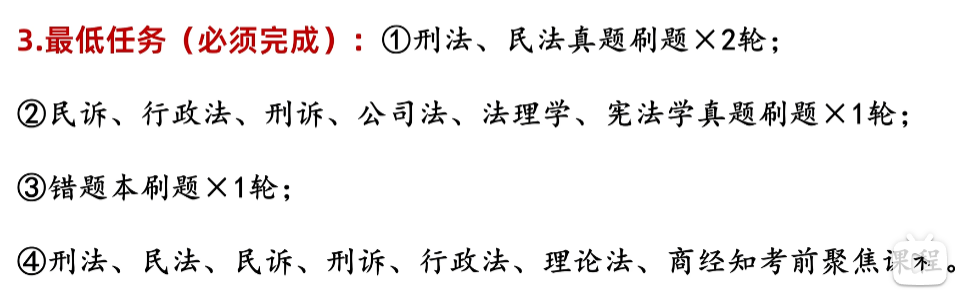 3.最低任务（必须完成）：①刑法、民法真题刷题×2轮；
②民诉、行政法、刑诉、公司法、法理学、宪法学真题刷题×1轮；
③错题本刷题×1轮；
④刑法、民法、民诉、刑诉、行政法、理论法、商经知考前聚焦课程。